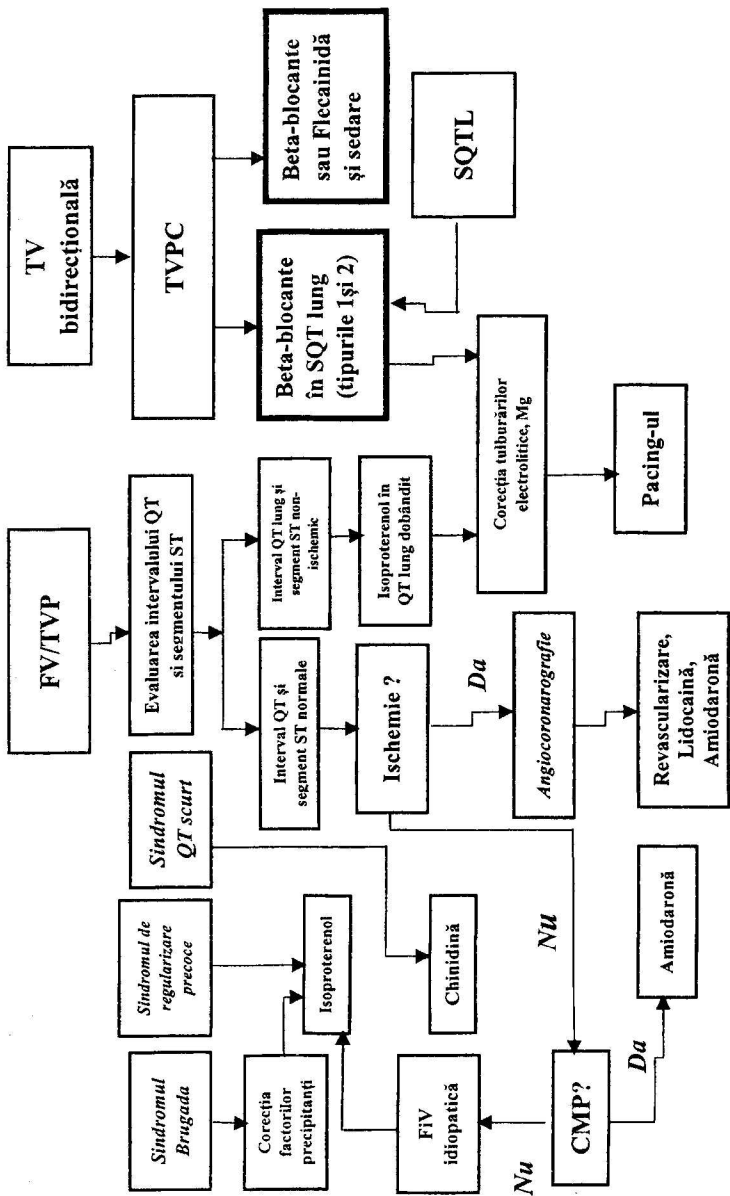 Sindromul
Brugada
Sindromul de
regularizare
precoce
Sindromul
QT scurt
FV/TVP
TV
bidirecțională
Corecția
factorilor
precipitanți
Isoproterenol
Evaluarea intervalului QT
si segmentului ST
TVPC
Interval QT și
segment ST normale
Interval QT lung și
segment ST non-
ischemic
Beta-blocante
în SQT lung
(tipurile 1și 2)
Beta-blocante
sau Flecainidă
și sedare
FiV
idiopatică
Chinidină
Ischemie ?
Isoproterenol în
QT lung dobândit
SQTL
Nu
Da
Corecția tulburărilor
electrolitice, Mg
Angiocoronarografie
Nu
CMP?
Da
Amiodaronă
Revascularizare,
Lidocaină,
Amiodaronă
Pacing-ul